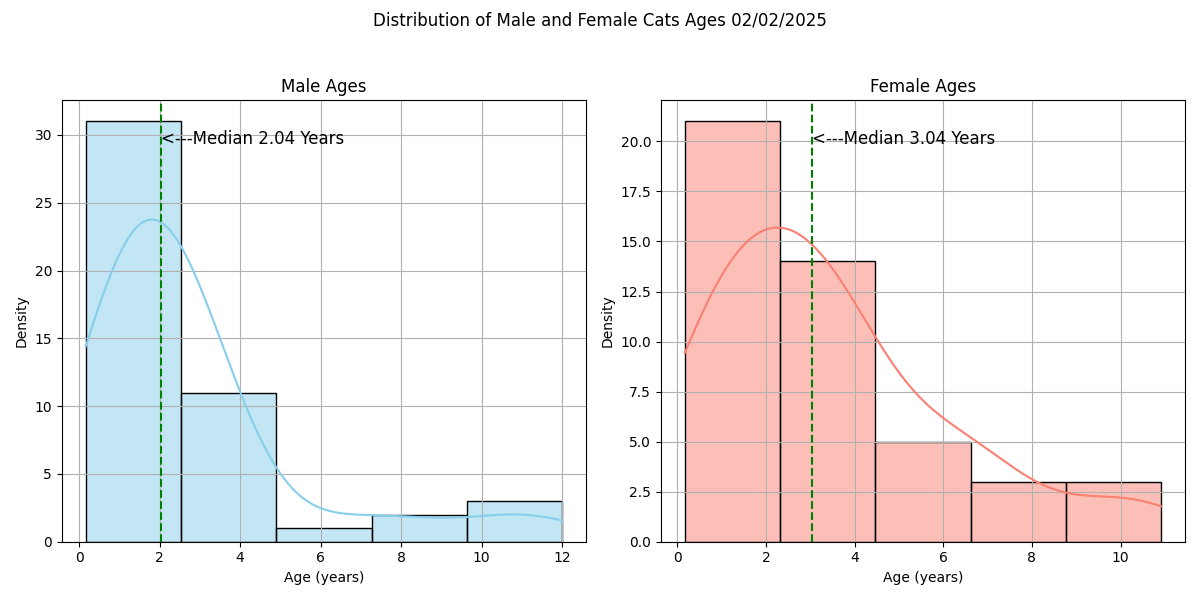 Distribution of Male and Female Cats Ages 02/02/2025
Male Ages
<---Median 2.04 Years
Density
30
25
20
15
10
5
0
0 2 4 6 8 10 12
Age (years)
Female Ages
<---Median 3.04 Years
Density
20.0
17.5
15.0
12.5
10.0
7.5
5.0
2.5
0.0
0 2 4 6 8 10
Age (years)